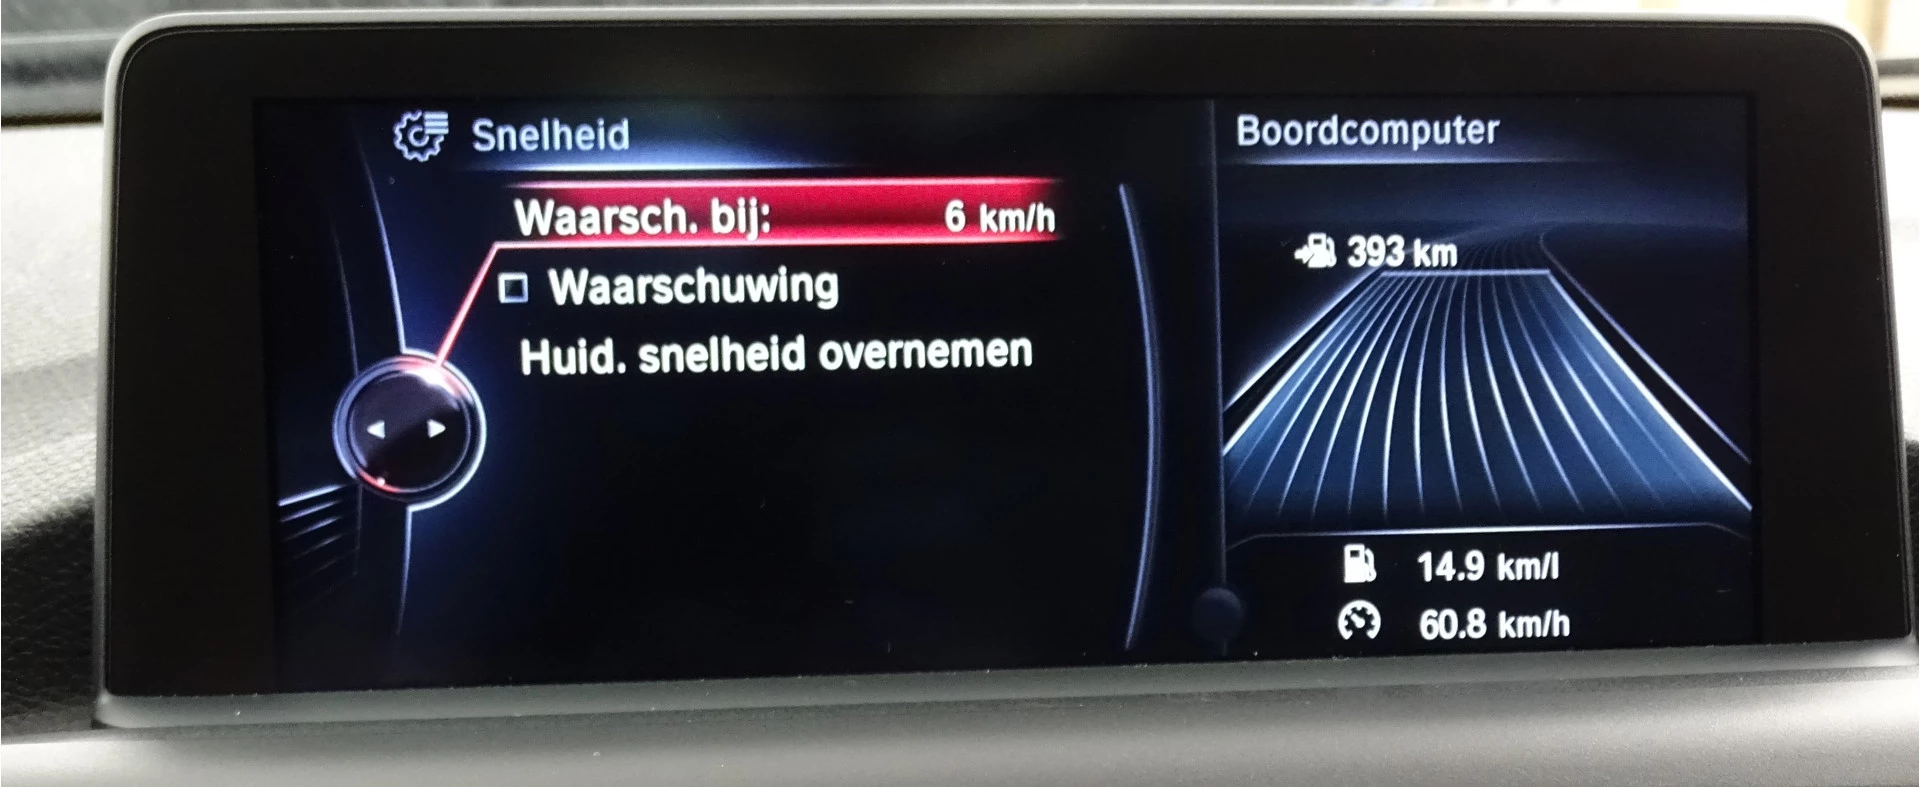 Snelheid
Waarsch. bij: 6 km/h
Waarschuwing
Huid. snelheid overnemen
Boordcomputer
393 km
14.9 km/l
60.8 km/h